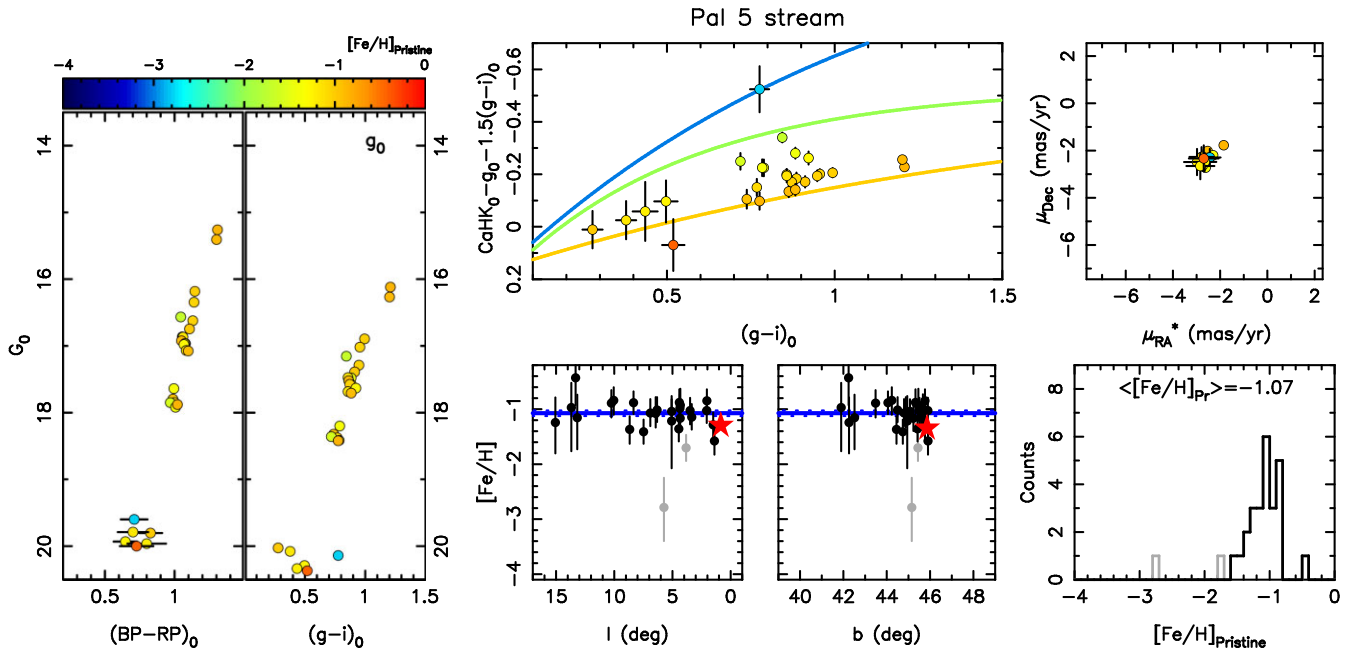 Pal 5 stream
[Fe/H]Pristine
−4 −3 −2 −1 0
G0
14 16 18 20
0.5 1
(BP−RP)0
g0
14 16 18 20
0.5 1 1.5
(g−i)0
CaHK0−g0−1.5(g−i)0
−0.6 −0.4 −0.2 0 0.2
0.5 1 1.5
(g−i)0
μDec (mas/yr)
2 0 −2 −4 −6
−6 −4 −2 0 2
μRA* (mas/yr)
[Fe/H]
−1 −2 −3 −4
15 10 5 0
l (deg)
40 42 44 46 48
b (deg)
<[Fe/H]Pr>=−1.07
Counts
8 6 4 2 0
−4 −3 −2 −1 0
[Fe/H]Pristine